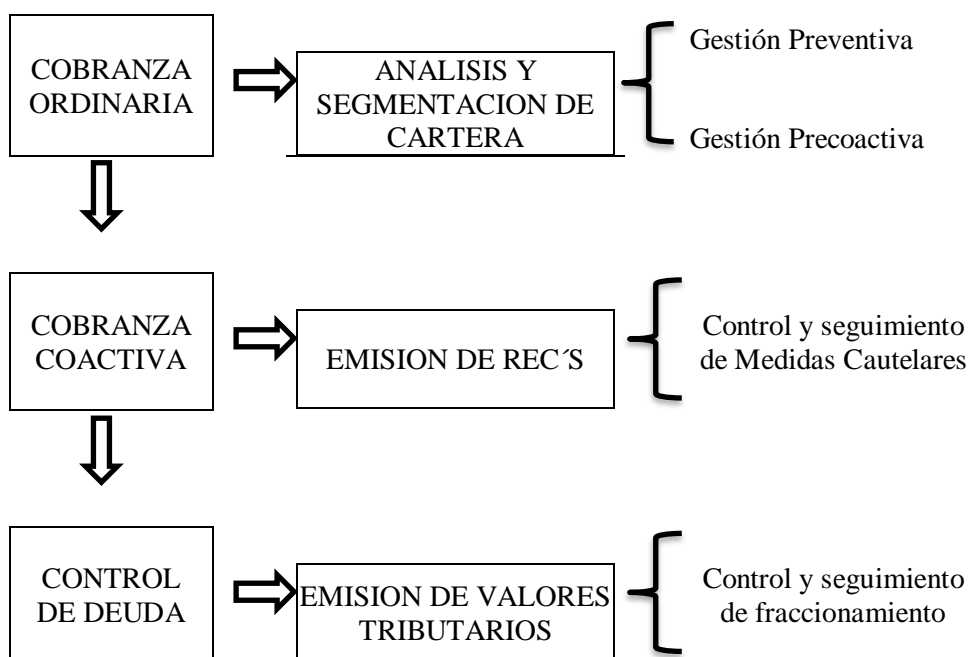 COBRANZA
ORDINARIA
ANALISIS Y
SEGMENTACION DE
CARTERA
Gestión Preventiva
Gestión Precoactiva
COBRANZA
COACTIVA
EMISION DE REC´S
Control y seguimiento
de Medidas Cautelares
CONTROL
DE DEUDA
EMISION DE VALORES
TRIBUTARIOS
Control y seguimiento
de fraccionamiento